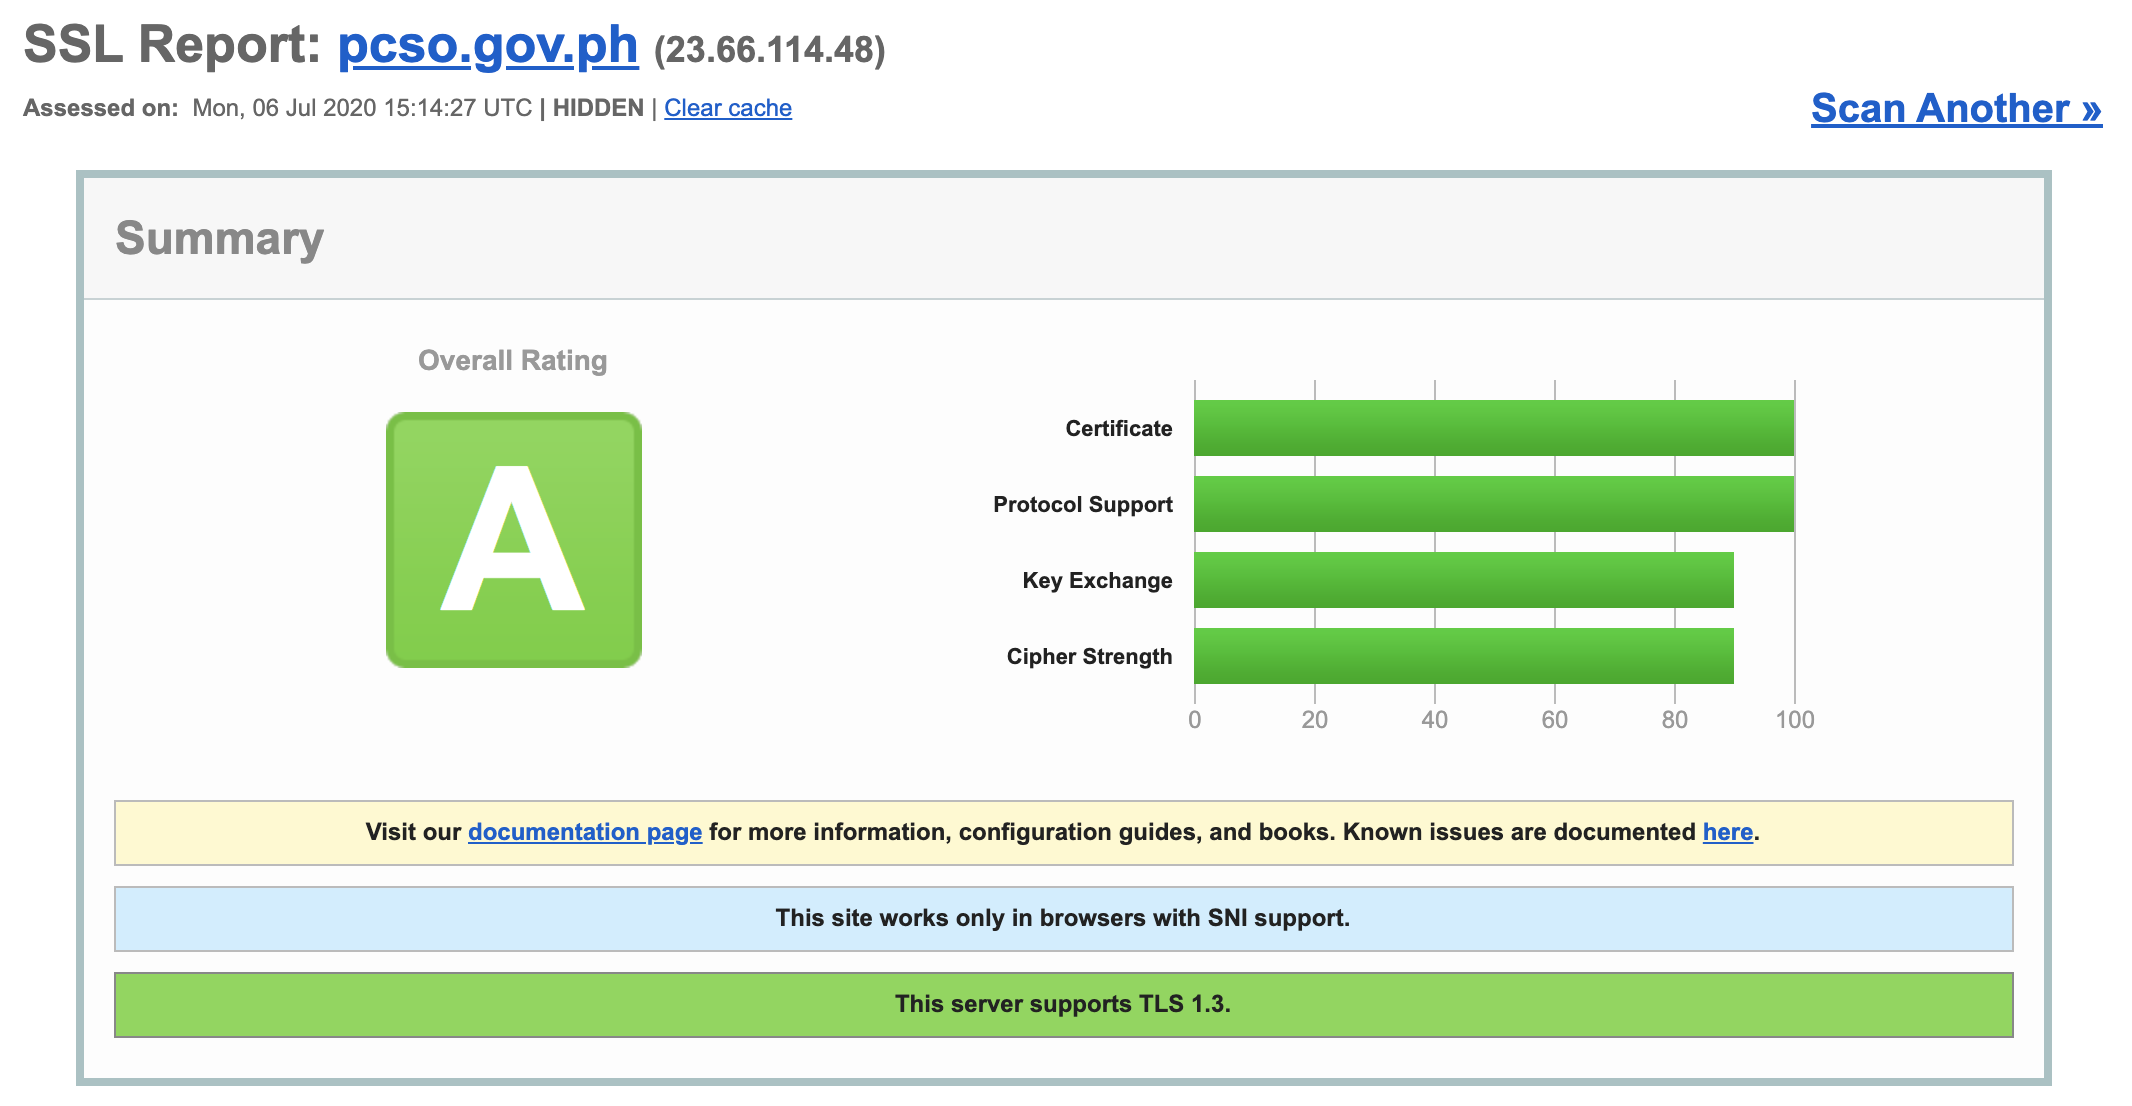 SSL Report: pcso.gov.ph (23.66.114.48)
Assessed on: Mon, 06 Jul 2020 15:14:27 UTC | HIDDEN | Clear cache
Scan Another »
Summary
Overall Rating
A
Certificate
Protocol Support
Key Exchange
Cipher Strength
0 20 40 60 80 100
Visit our documentation page for more information, configuration guides, and books. Known issues are documented here.
This site works only in browsers with SNI support.
This server supports TLS 1.3.